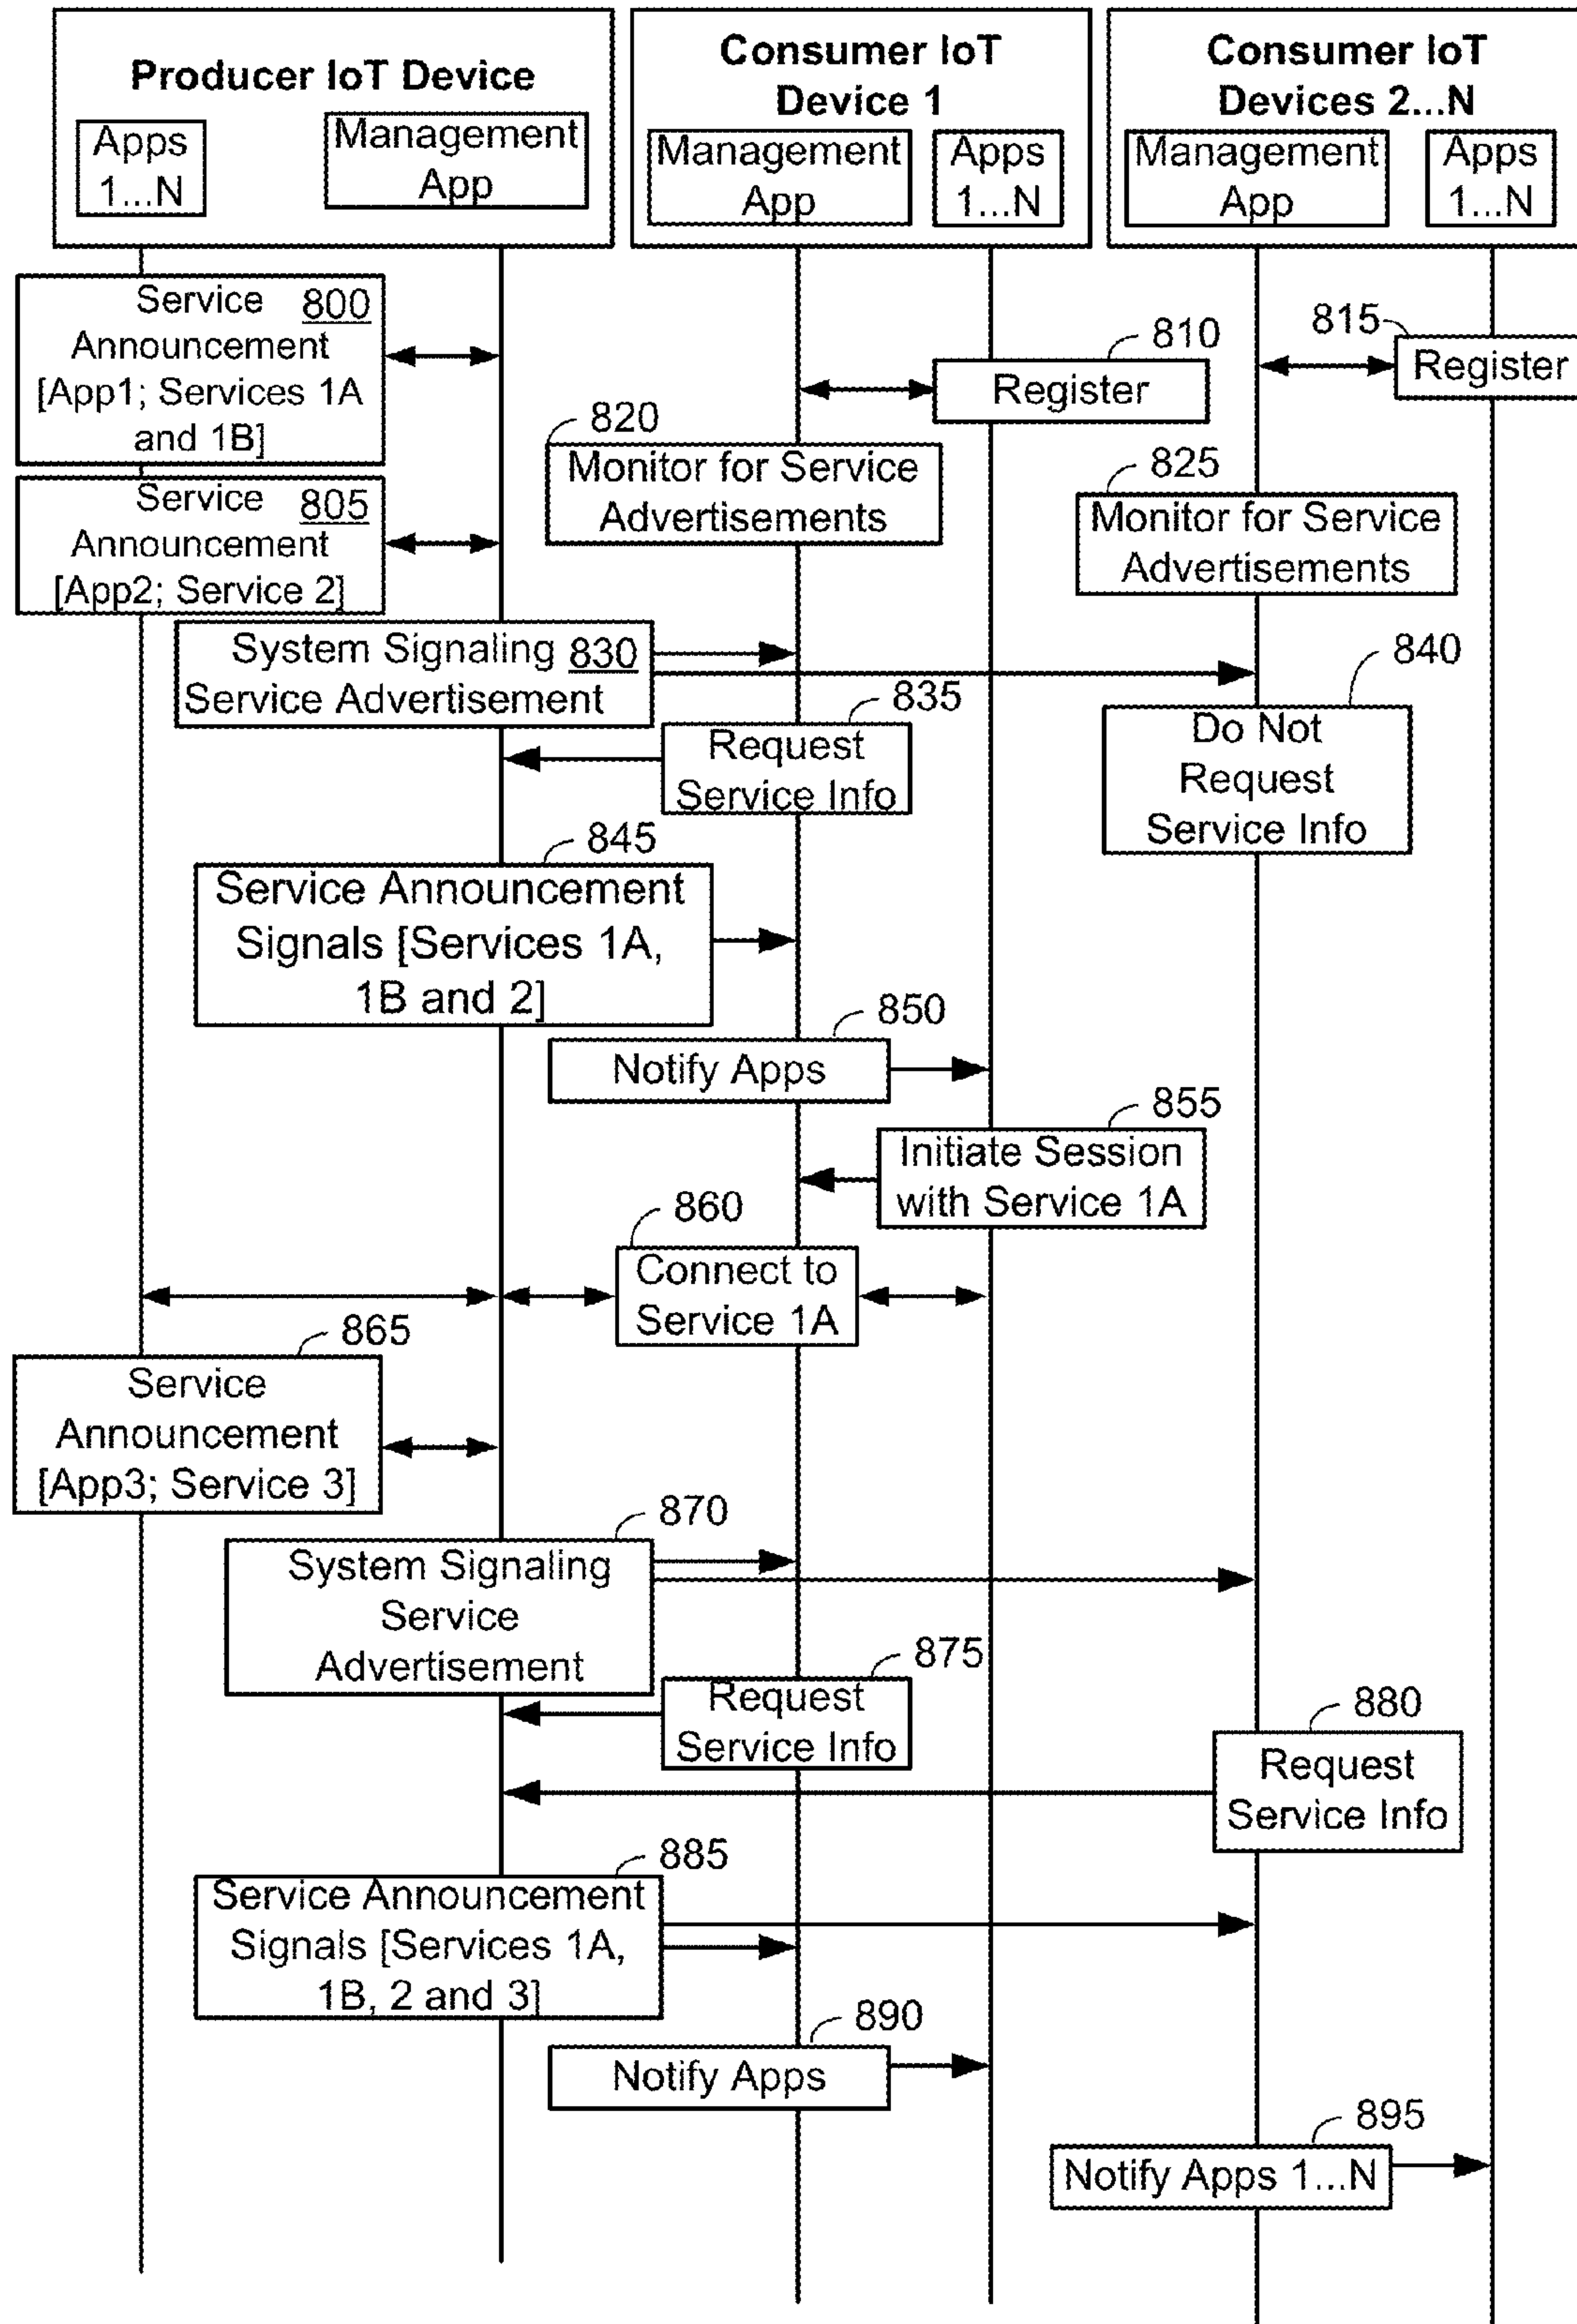 Producer IoT Device
Apps
1...N
Management
App
Consumer IoT
Device 1
Management
App
Apps
1...N
Consumer IoT
Devices 2...N
Management
App
Apps
1...N
Service 800
Announcement
[App1; Services 1A
and 1B]
810
Register
815
Register
820
Monitor for Service
Advertisements
825
Monitor for Service
Advertisements
Service 805
Announcement
[App2; Service 2]
System Signaling 830
Service Advertisement
835
Request
Service Info
840
Do Not
Request
Service Info
845
Service Announcement
Signals [Services 1A,
1B and 2]
850
Notify Apps
855
Initiate Session
with Service 1A
860
Connect to
Service 1A
865
Service
Announcement
[App3; Service 3]
870
System Signaling
Service
Advertisement
875
Request
Service Info
880
Request
Service Info
885
Service Announcement
Signals [Services 1A,
1B, 2 and 3]
890
Notify Apps
895
Notify Apps 1...N